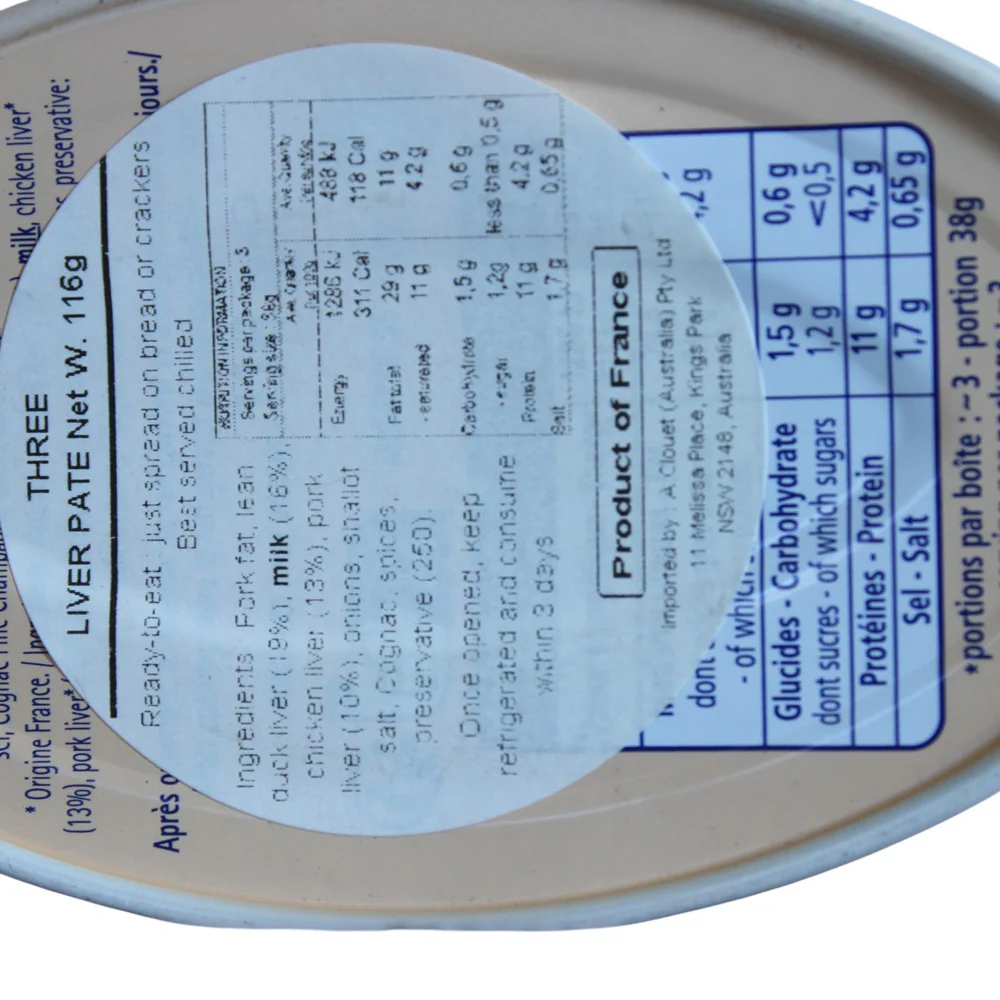 THREE
LIVER PATE Net W. 116g
Ready-to-eat : just spread on bread or crackers
Best served chilled
Ingredients : Pork fat, lean
duck liver (19%), milk (16%),
chicken liver (13%), pork
liver (10%), onions, shallot
salt, Cognac, spices,
preservative (250).
Once opened, keep
refrigerated and consume
within 3 days
NUTRITION INFORMATION
Servings per package: 3
Serving size: 38g
Ave. Quantity Ave. Quantity
Energy 1286 kJ 488 kJ
311 Cal 118 Cal
Fat total 29 g 11 g
- saturated 11 g 4.2 g
Carbohydrate 1,5 g 0,6 g
- sugar 1,2g less than 0,5 g
Protein 11 g 4.2 g
Salt 1,7 g 0,65 g
Product of France
Imported by : A Clouet (Australia) Pty Ltd
11 Melissa Place, Kings Park
NSW 2148, Australia
milk, chicken liver*
* Origine France. /
(13%), pork liver* preservative:
Après jours./
- of which
Glucides - Carbohydrate 1,5 g 0,6 g
dont sucres - of which sugars 1,2 g <0,5
Protéines - Protein 11 g 4,2 g
Sel - Salt 1,7 g 0,65 g
*portions par boîte : ~ 3 - portion 38g